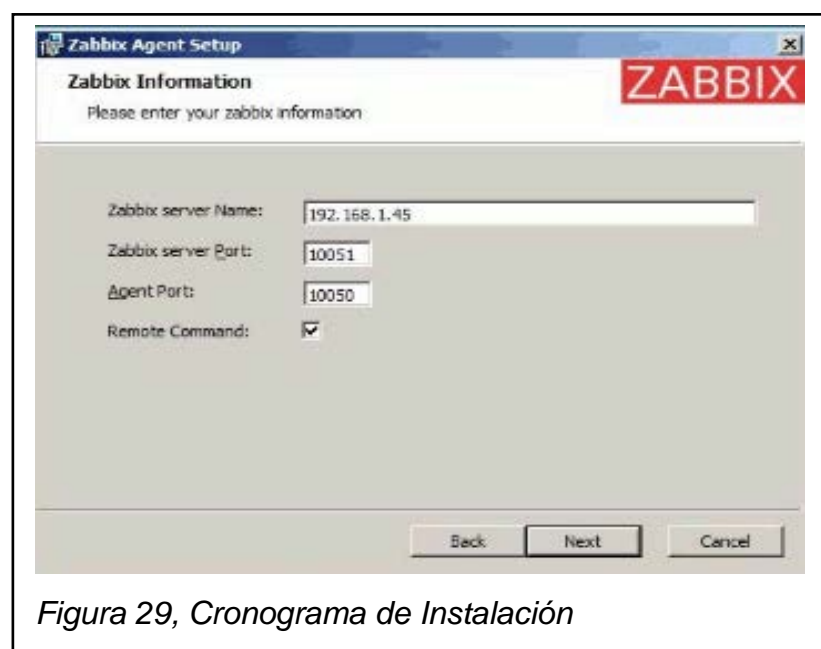 Zabbix Agent Setup
Zabbix Information
Please enter your zabbix information
ZABBIX
Zabbix server Name: 192.168.1.45
Zabbix server Port: 10051
Agent Port: 10050
Remote Command:
Back Next Cancel
Figura 29, Cronograma de Instalación